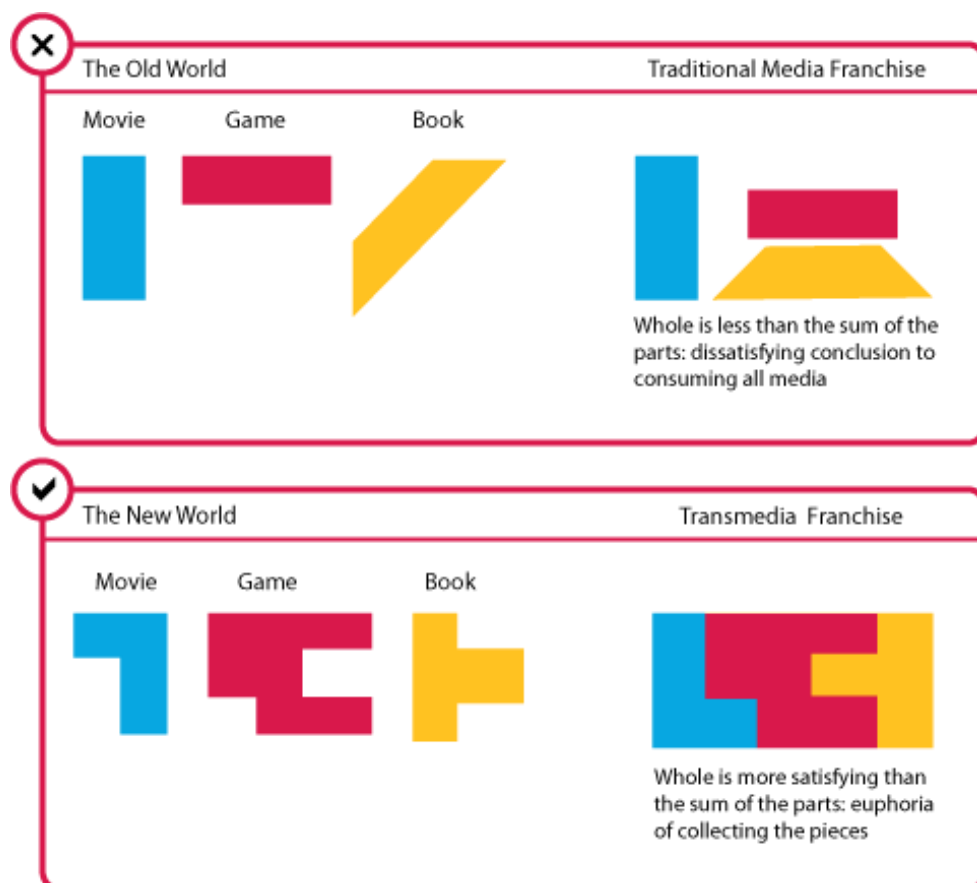 The Old World
Traditional Media Franchise
Movie
Game
Book
Whole is less than the sum of the
parts: dissatisfying conclusion to
consuming all media
The New World
Transmedia Franchise
Movie
Game
Book
Whole is more satisfying than
the sum of the parts: euphoria
of collecting the pieces